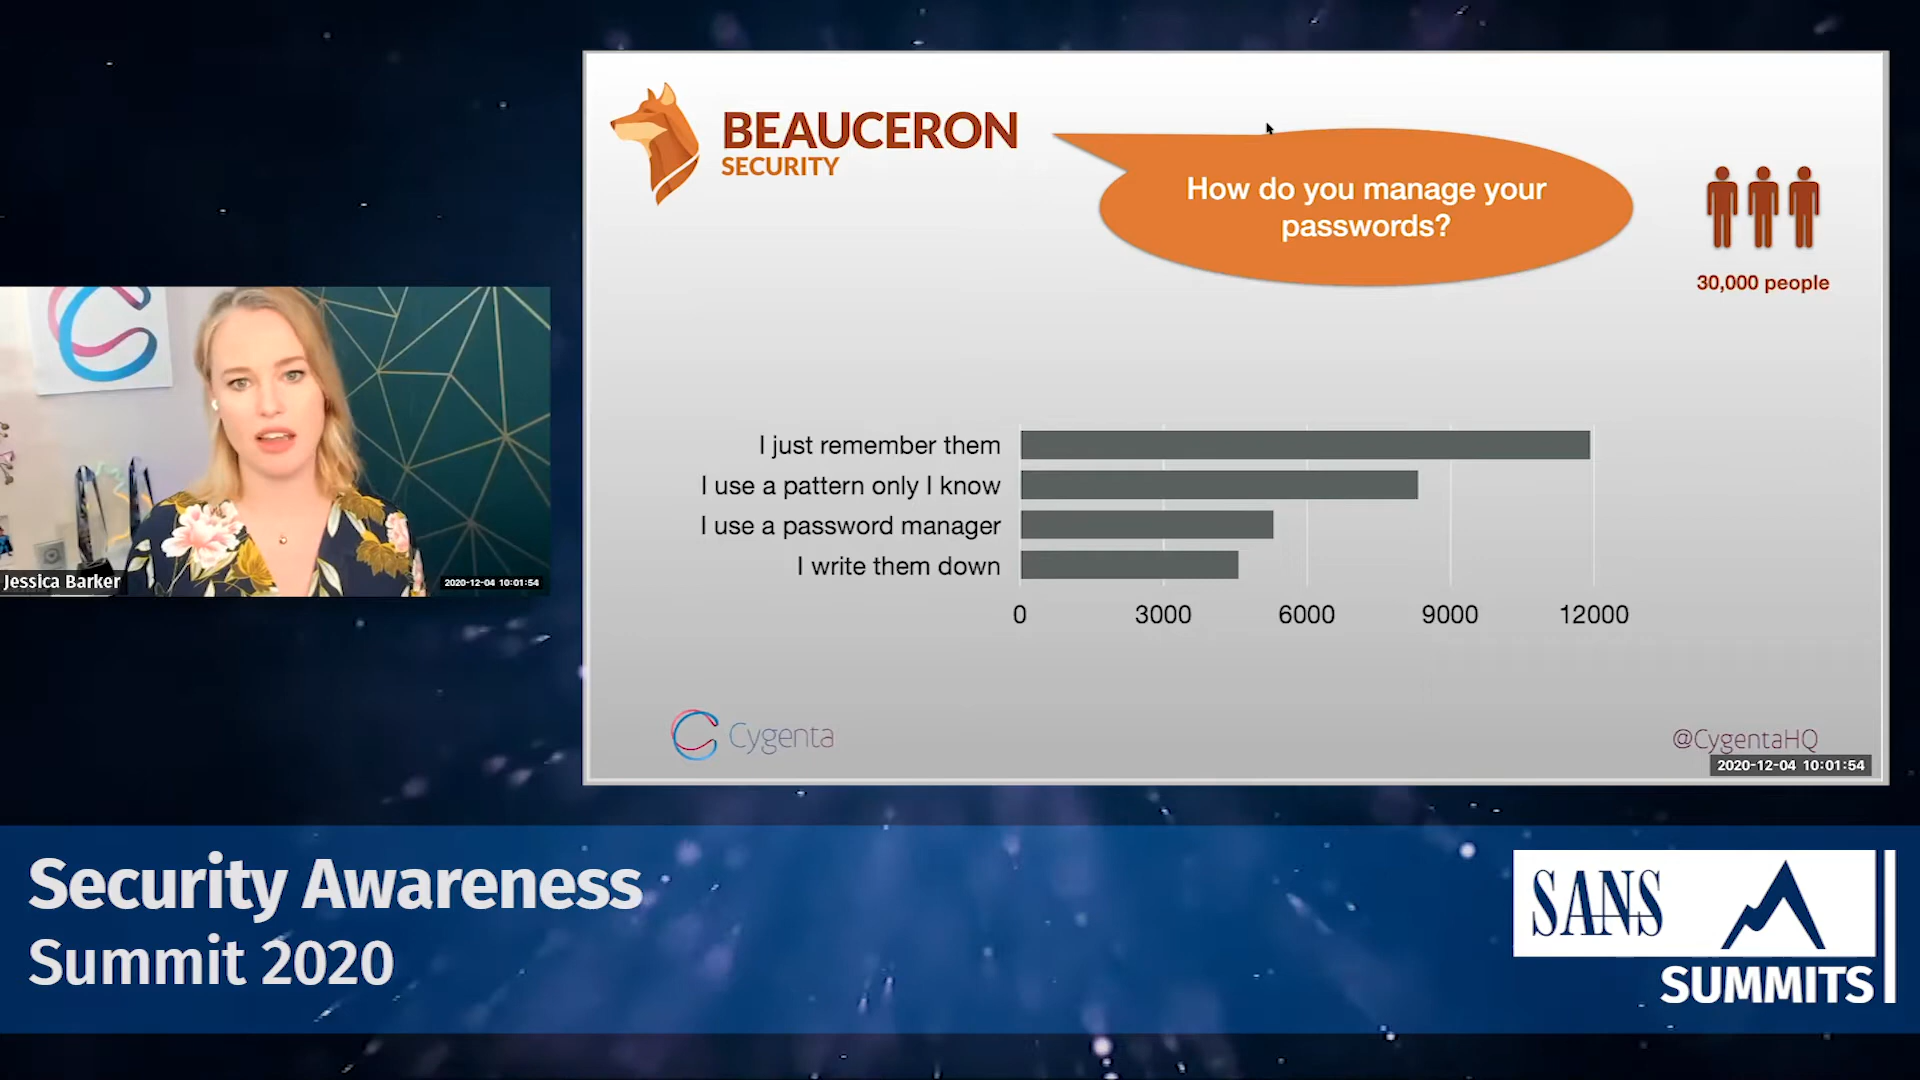 BEAUCERON
SECURITY
How do you manage your
passwords?
30,000 people
I just remember them
I use a pattern only I know
I use a password manager
I write them down
0 3000 6000 9000 12000
Cygenta
@CygentaHQ
2020-12-04 10:01:54
Jessica Barker
2020-12-04 10:01:54
Security Awareness
Summit 2020
SANS
SUMMITS